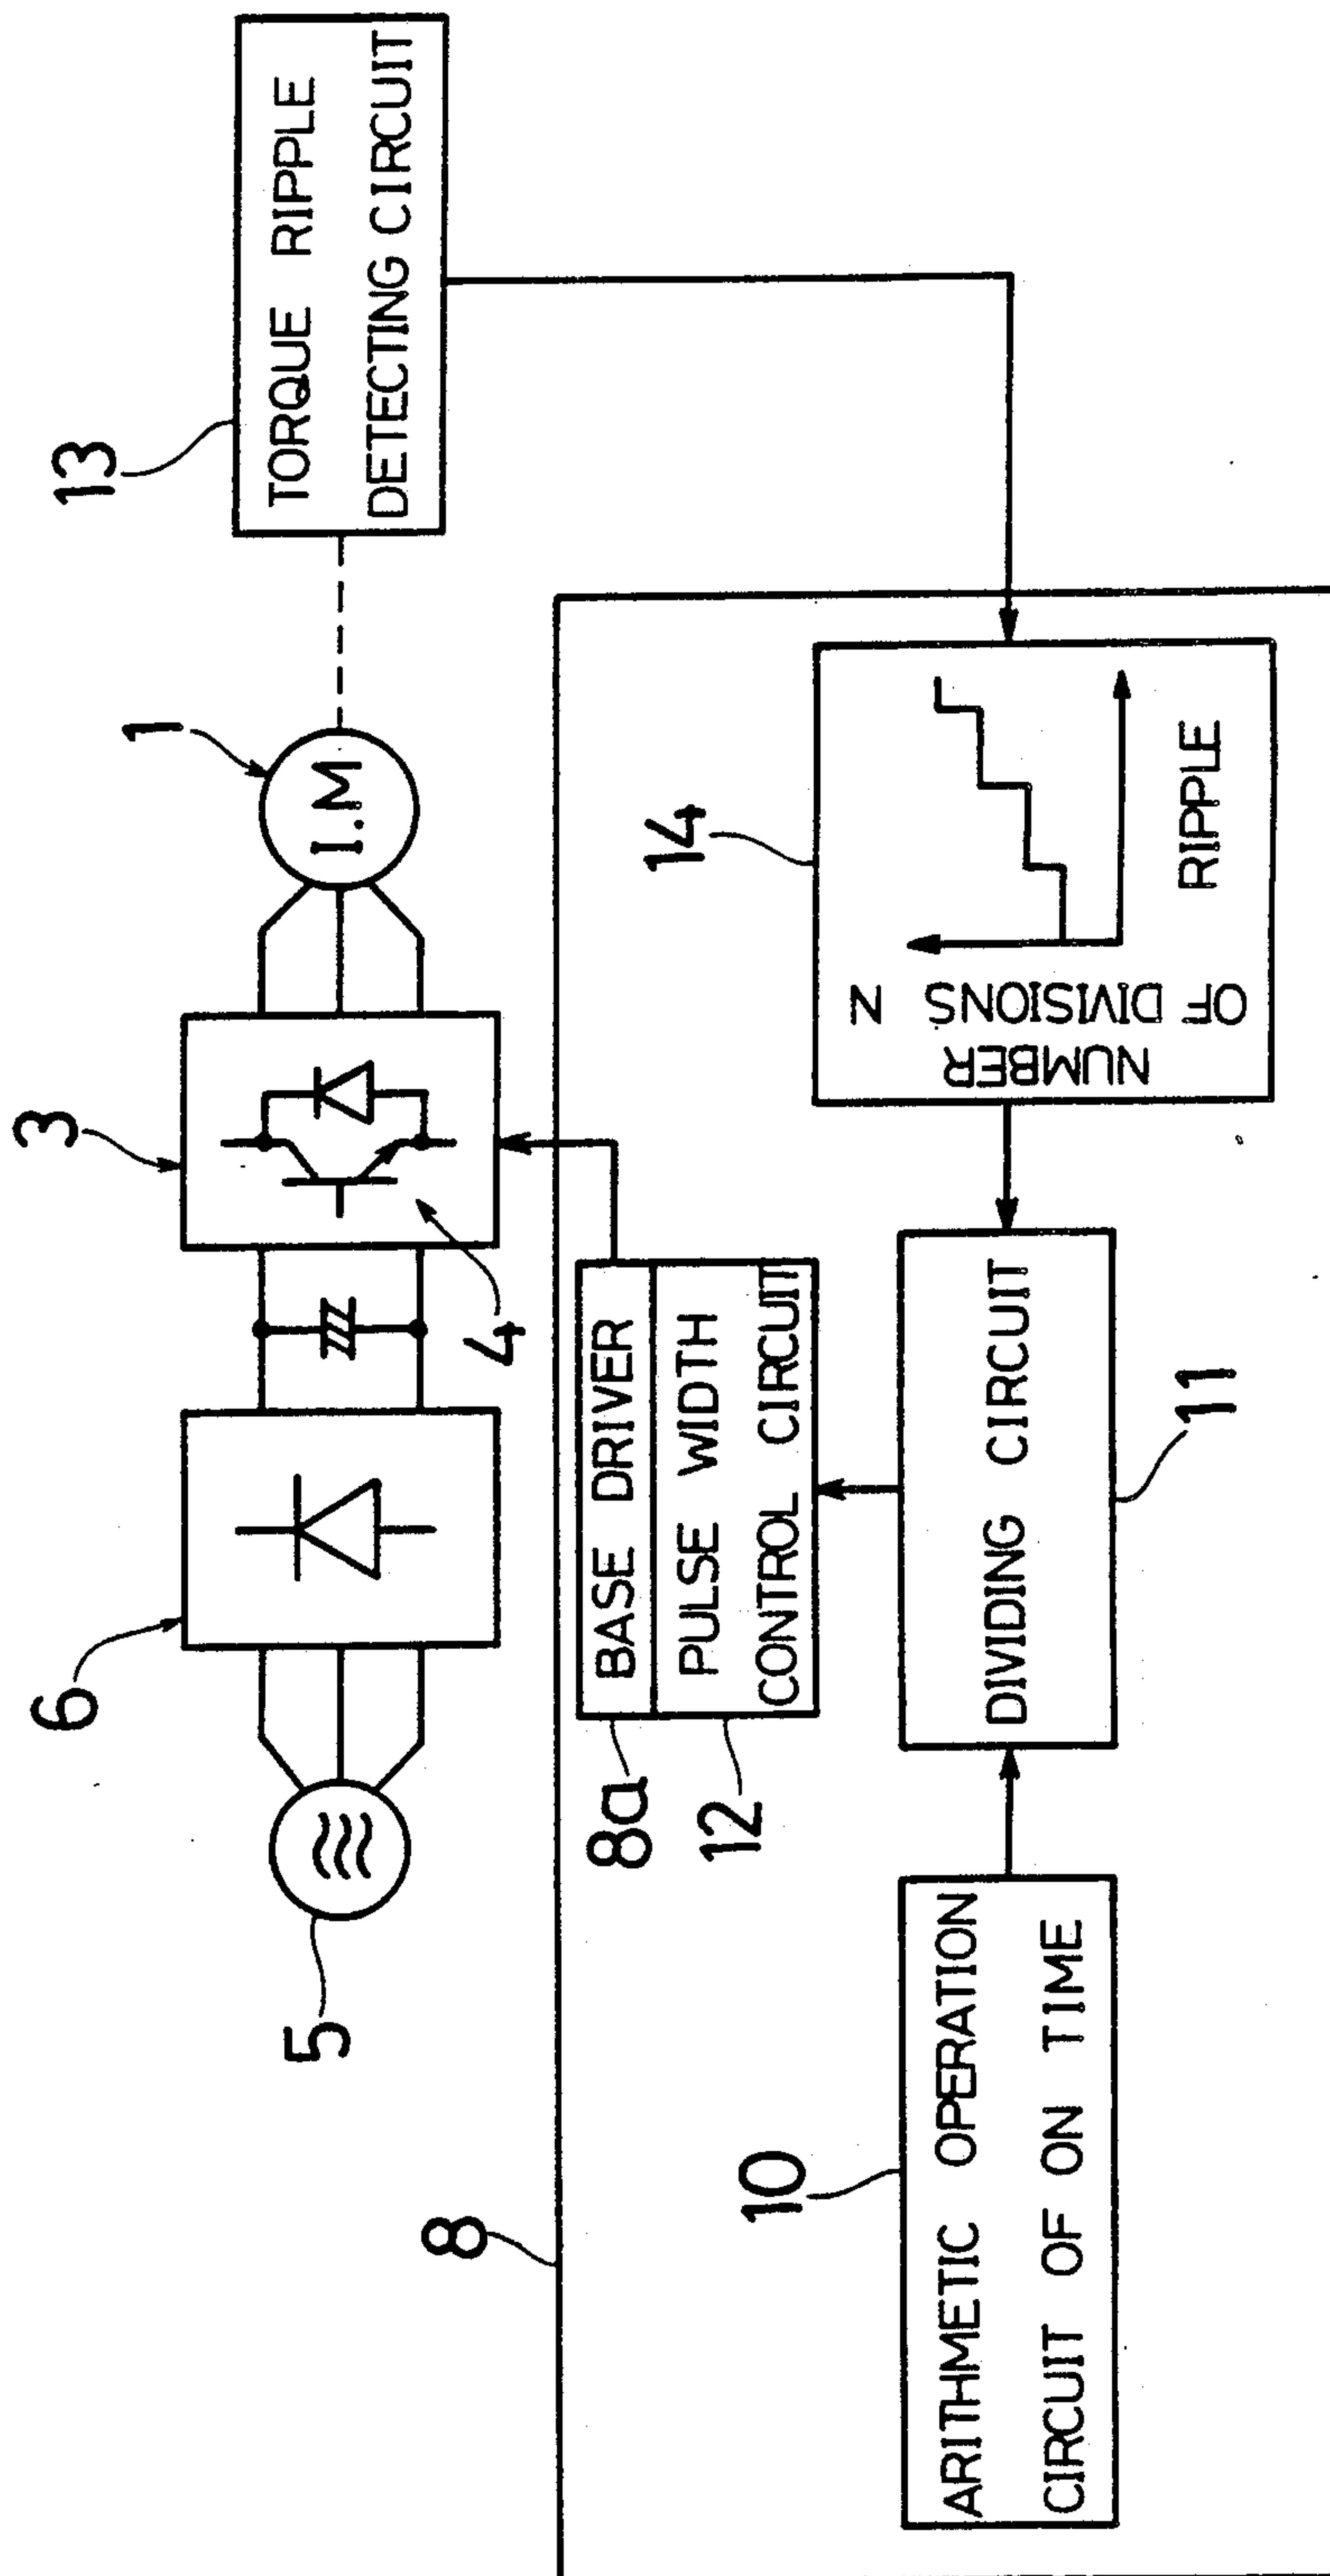 13
TORQUE RIPPLE
DETECTING CIRCUIT
1
I.M
3
4
6
5
8
8a
BASE DRIVER
12
PULSE WIDTH
CONTROL CIRCUIT
14
NUMBER
OF DIVISIONS N
RIPPLE
DIVIDING CIRCUIT
11
10
ARITHMETIC OPERATION
CIRCUIT OF ON TIME